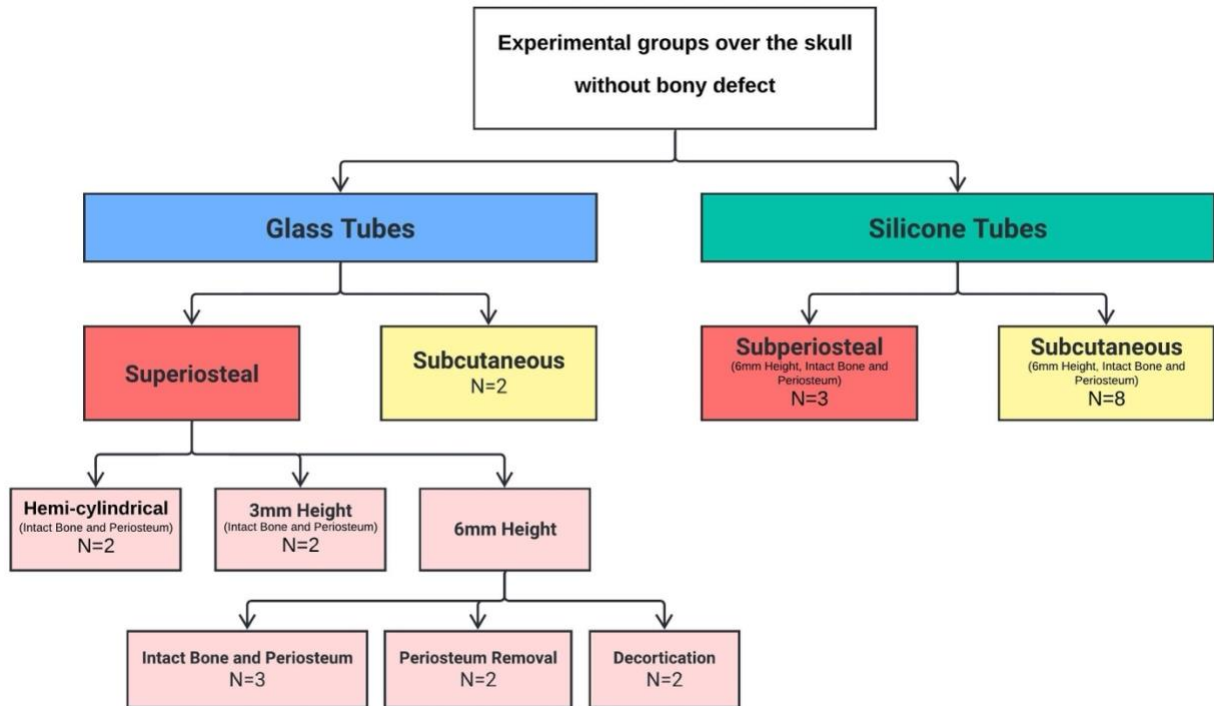 Experimental groups over the skull
without bony defect
Glass Tubes
Silicone Tubes
Superiosteal
Subcutaneous
N=2
Subperiosteal
(6mm Height, Intact Bone and
Periosteum)
N=3
Subcutaneous
(6mm Height, Intact Bone and
Periosteum)
N=8
Hemi-cylindrical
(Intact Bone and Periosteum)
N=2
3mm Height
(Intact Bone and Periosteum)
N=2
6mm Height
Intact Bone and Periosteum
N=3
Periosteum Removal
N=2
Decortication
N=2